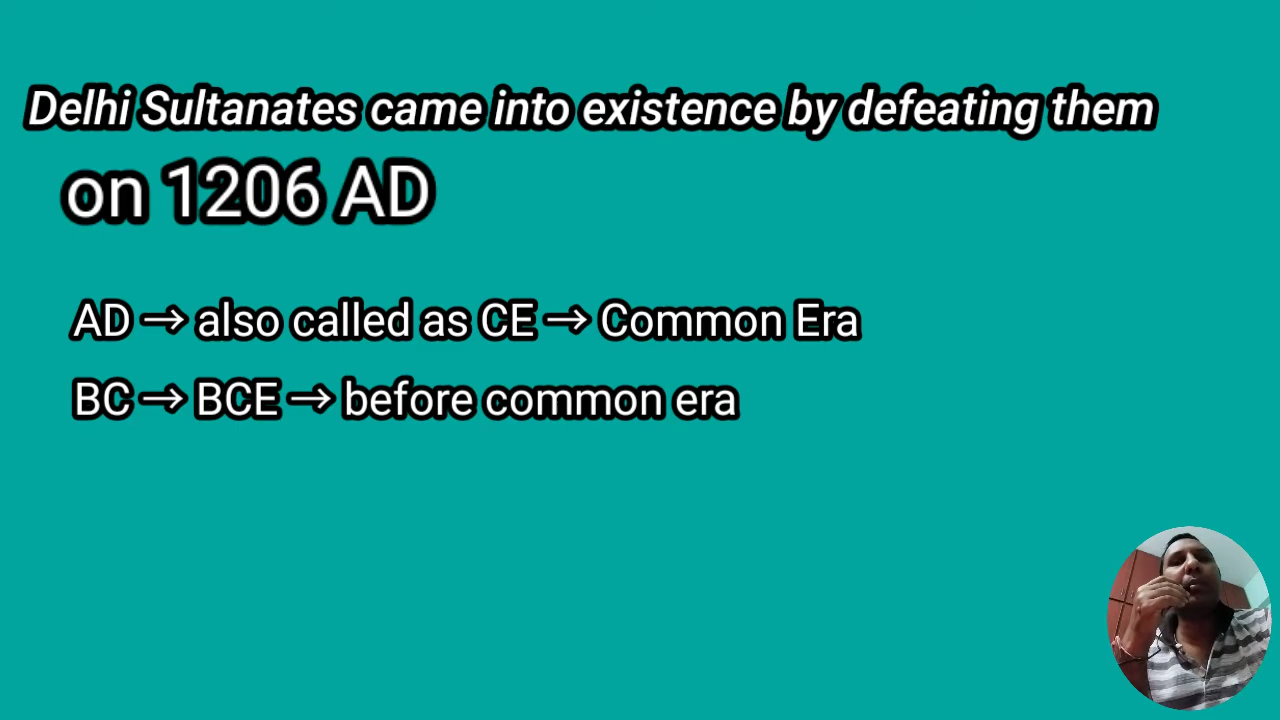 Delhi Sultanates came into existence by defeating them
on 1206 AD
AD → also called as CE → Common Era
BC → BCE → before common era